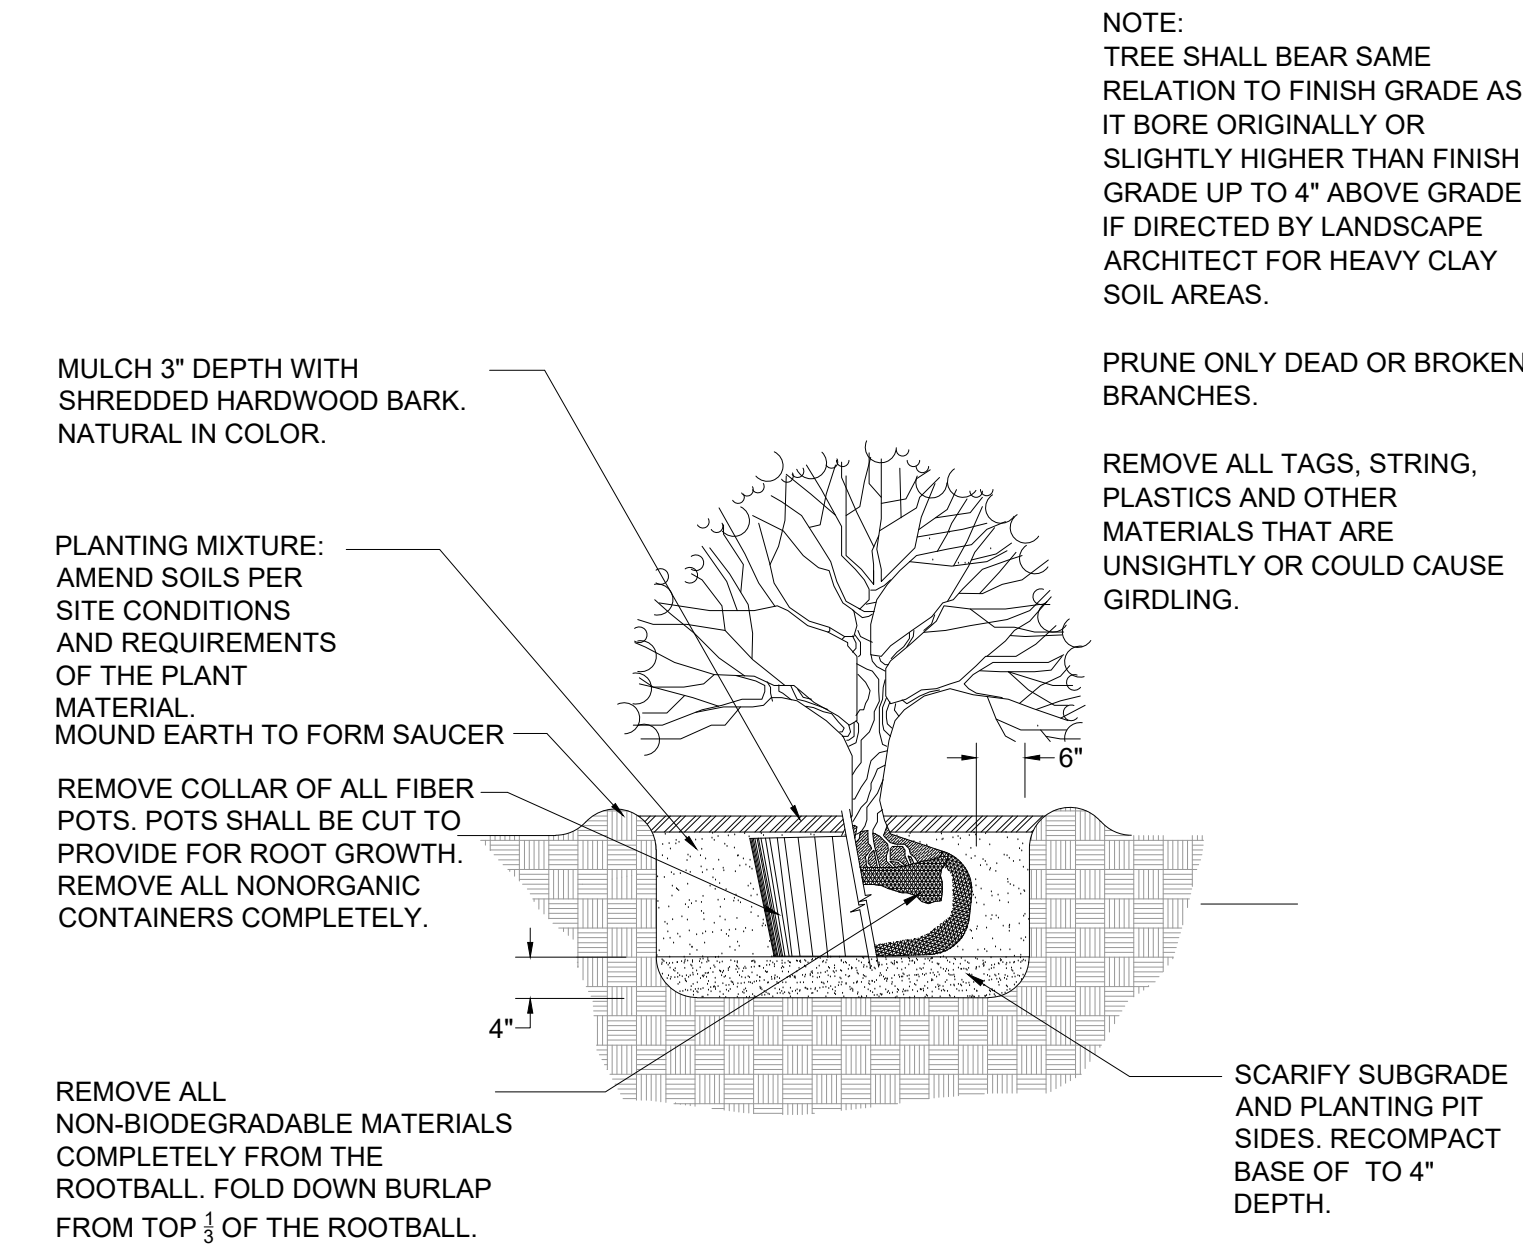 NOTE:
TREE SHALL BEAR SAME
RELATION TO FINISH GRADE AS
IT BORE ORIGINALLY OR
SLIGHTLY HIGHER THAN FINISH
GRADE UP TO 4" ABOVE GRADE
IF DIRECTED BY LANDSCAPE
ARCHITECT FOR HEAVY CLAY
SOIL AREAS.
PRUNE ONLY DEAD OR BROKEN
BRANCHES.
REMOVE ALL TAGS, STRING,
PLASTICS AND OTHER
MATERIALS THAT ARE
UNSIGHTLY OR COULD CAUSE
GIRDLING.
MULCH 3" DEPTH WITH
SHREDDED HARDWOOD BARK.
NATURAL IN COLOR.
PLANTING MIXTURE:
AMEND SOILS PER
SITE CONDITIONS
AND REQUIREMENTS
OF THE PLANT
MATERIAL.
MOUND EARTH TO FORM SAUCER
6"
REMOVE COLLAR OF ALL FIBER
POTS. POTS SHALL BE CUT TO
PROVIDE FOR ROOT GROWTH.
REMOVE ALL NONORGANIC
CONTAINERS COMPLETELY.
4"
REMOVE ALL
NON-BIODEGRADABLE MATERIALS
COMPLETELY FROM THE
ROOTBALL. FOLD DOWN BURLAP
FROM TOP 1/3 OF THE ROOTBALL.
SCARIFY SUBGRADE
AND PLANTING PIT
SIDES. RECOMPACT
BASE OF  TO 4"
DEPTH.